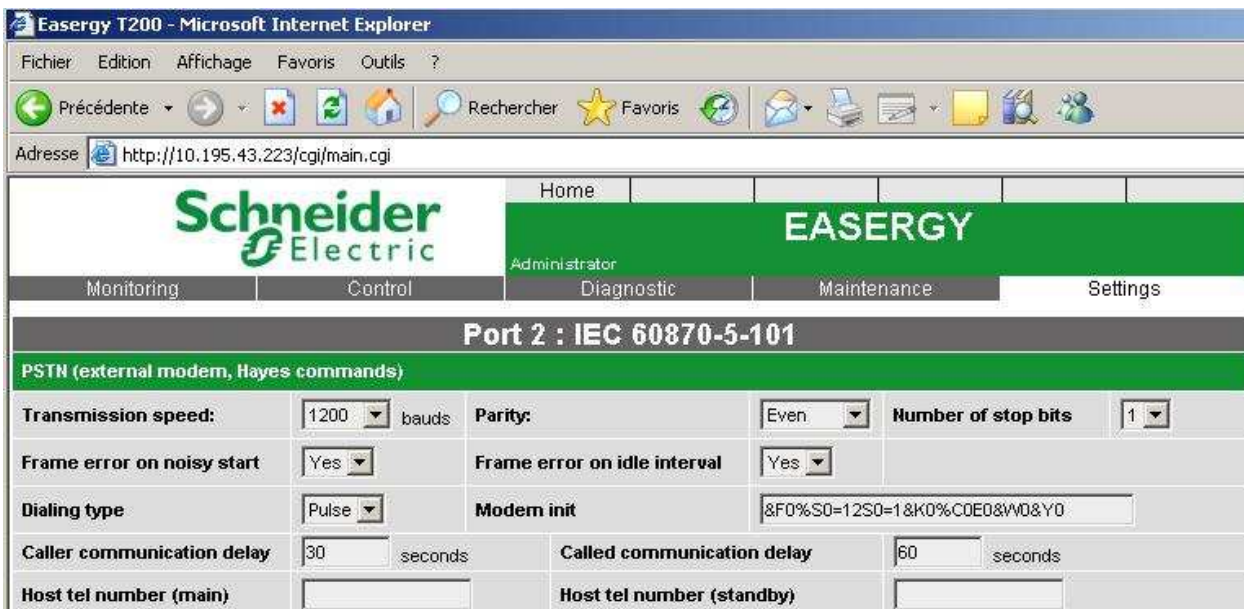 Easergy T200 - Microsoft Internet Explorer
Fichier Edition Affichage Favoris Outils ?
Précédente Rechercher Favoris
Adresse http://10.195.43.223/cgi/main.cgi
Schneider Electric
Home
EASERGY
Administrator
Monitoring Control Diagnostic Maintenance Settings
Port 2 : IEC 60870-5-101
PSTN (external modem, Hayes commands)
Transmission speed: 1200 bauds Parity: Even Number of stop bits 1
Frame error on noisy start Yes Frame error on idle interval Yes
Dialing type Pulse Modem init &F0%S0=12S0=1&K0%C0E0&W0&Y0
Caller communication delay 30 seconds Called communication delay 60 seconds
Host tel number (main) Host tel number (standby)